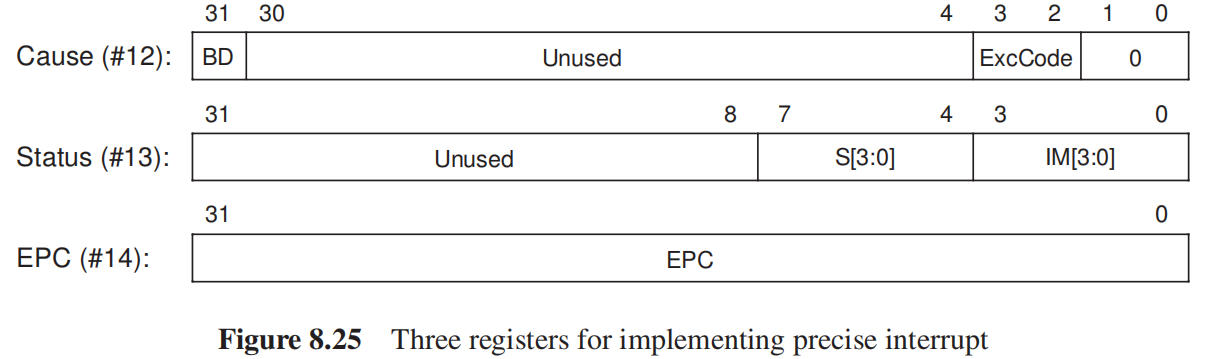 31 30 4 3 2 1 0
Cause (#12): BD Unused ExcCode 0
31 8 7 4 3 0
Status (#13): Unused S[3:0] IM[3:0]
31 0
EPC (#14): EPC
Figure 8.25 Three registers for implementing precise interrupt